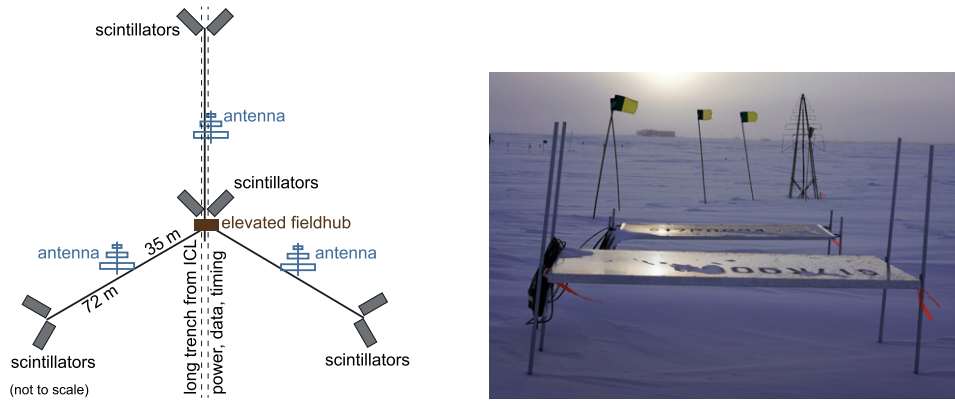 scintillators
antenna
scintillators
elevated fieldhub
antenna
35 m
antenna
72 m
long trench from ICL
power, data, timing
scintillators
scintillators
(not to scale)